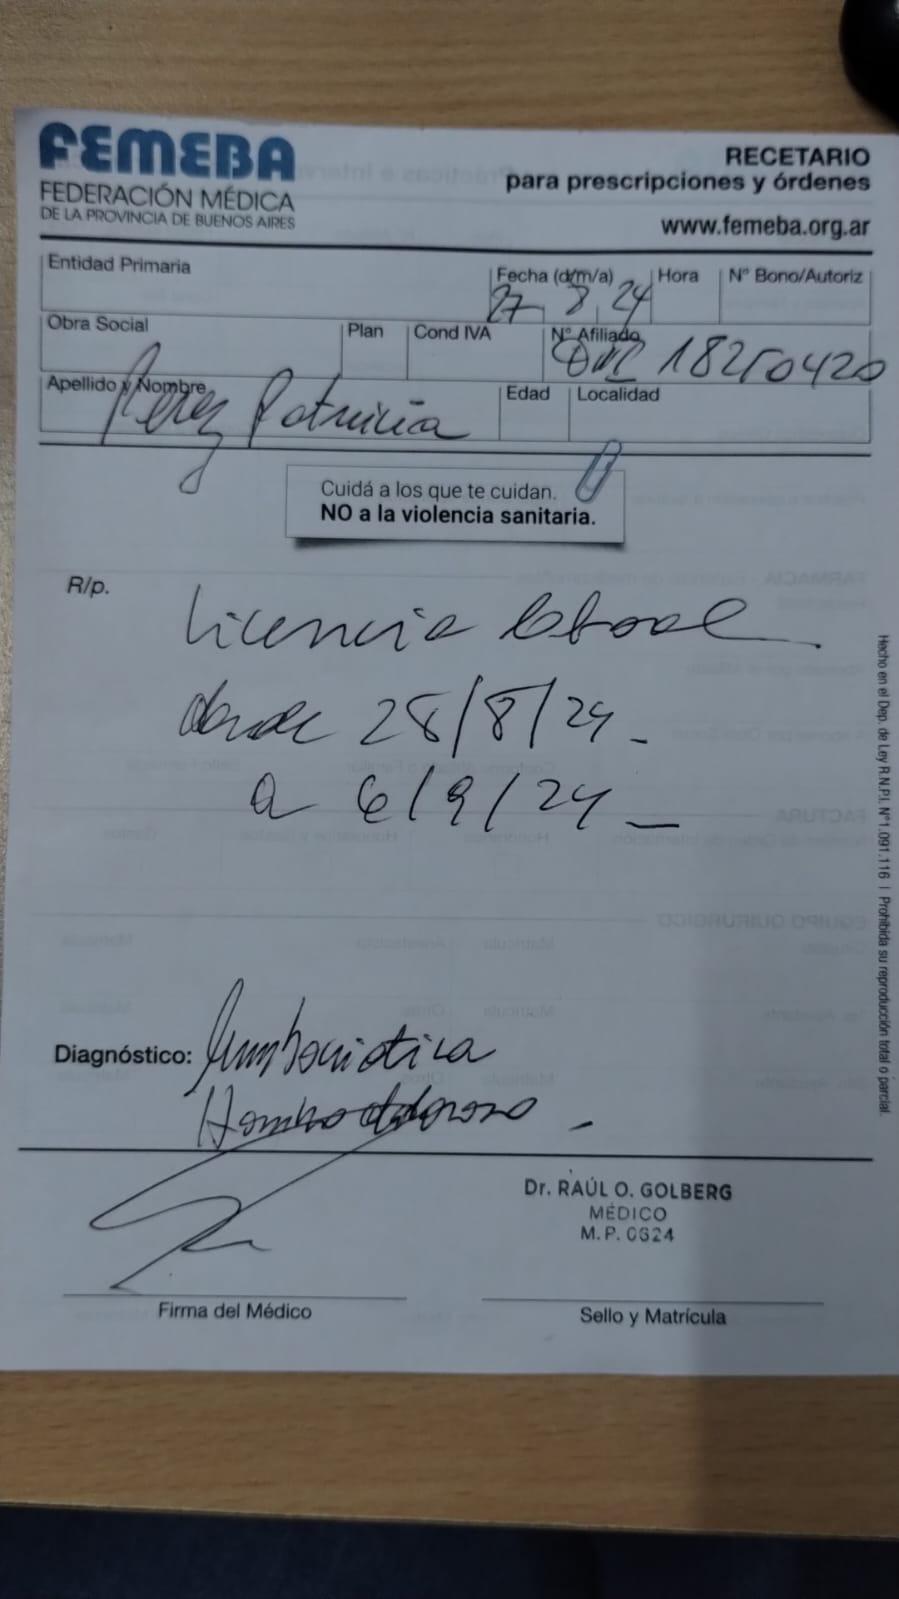 FEMEBA
FEDERACIÓN MÉDICA
DE LA PROVINCIA DE BUENOS AIRES
RECETARIO
para prescripciones y órdenes
www.femeba.org.ar
Entidad Primaria
Fecha (d/m/a) Hora N° Bono/Autoriz
27 8 24
Obra Social Plan Cond IVA N° Afiliado
DNI 18250420
Apellido y Nombre Edad Localidad
Perez Patricia
Cuidá a los que te cuidan.
NO a la violencia sanitaria.
R/p.
Licencia laboral
desde 28/8/24 -
a 6/9/24 -
Diagnóstico: Lumbociatica
Hombro doloroso -
Dr. RAÚL O. GOLBERG
MÉDICO
M.P. 0624
Firma del Médico
Sello y Matrícula
Hecho en el Dep. de Ley R.N.P.I. N°1.091.116 | Prohibida su reproducción total o parcial.